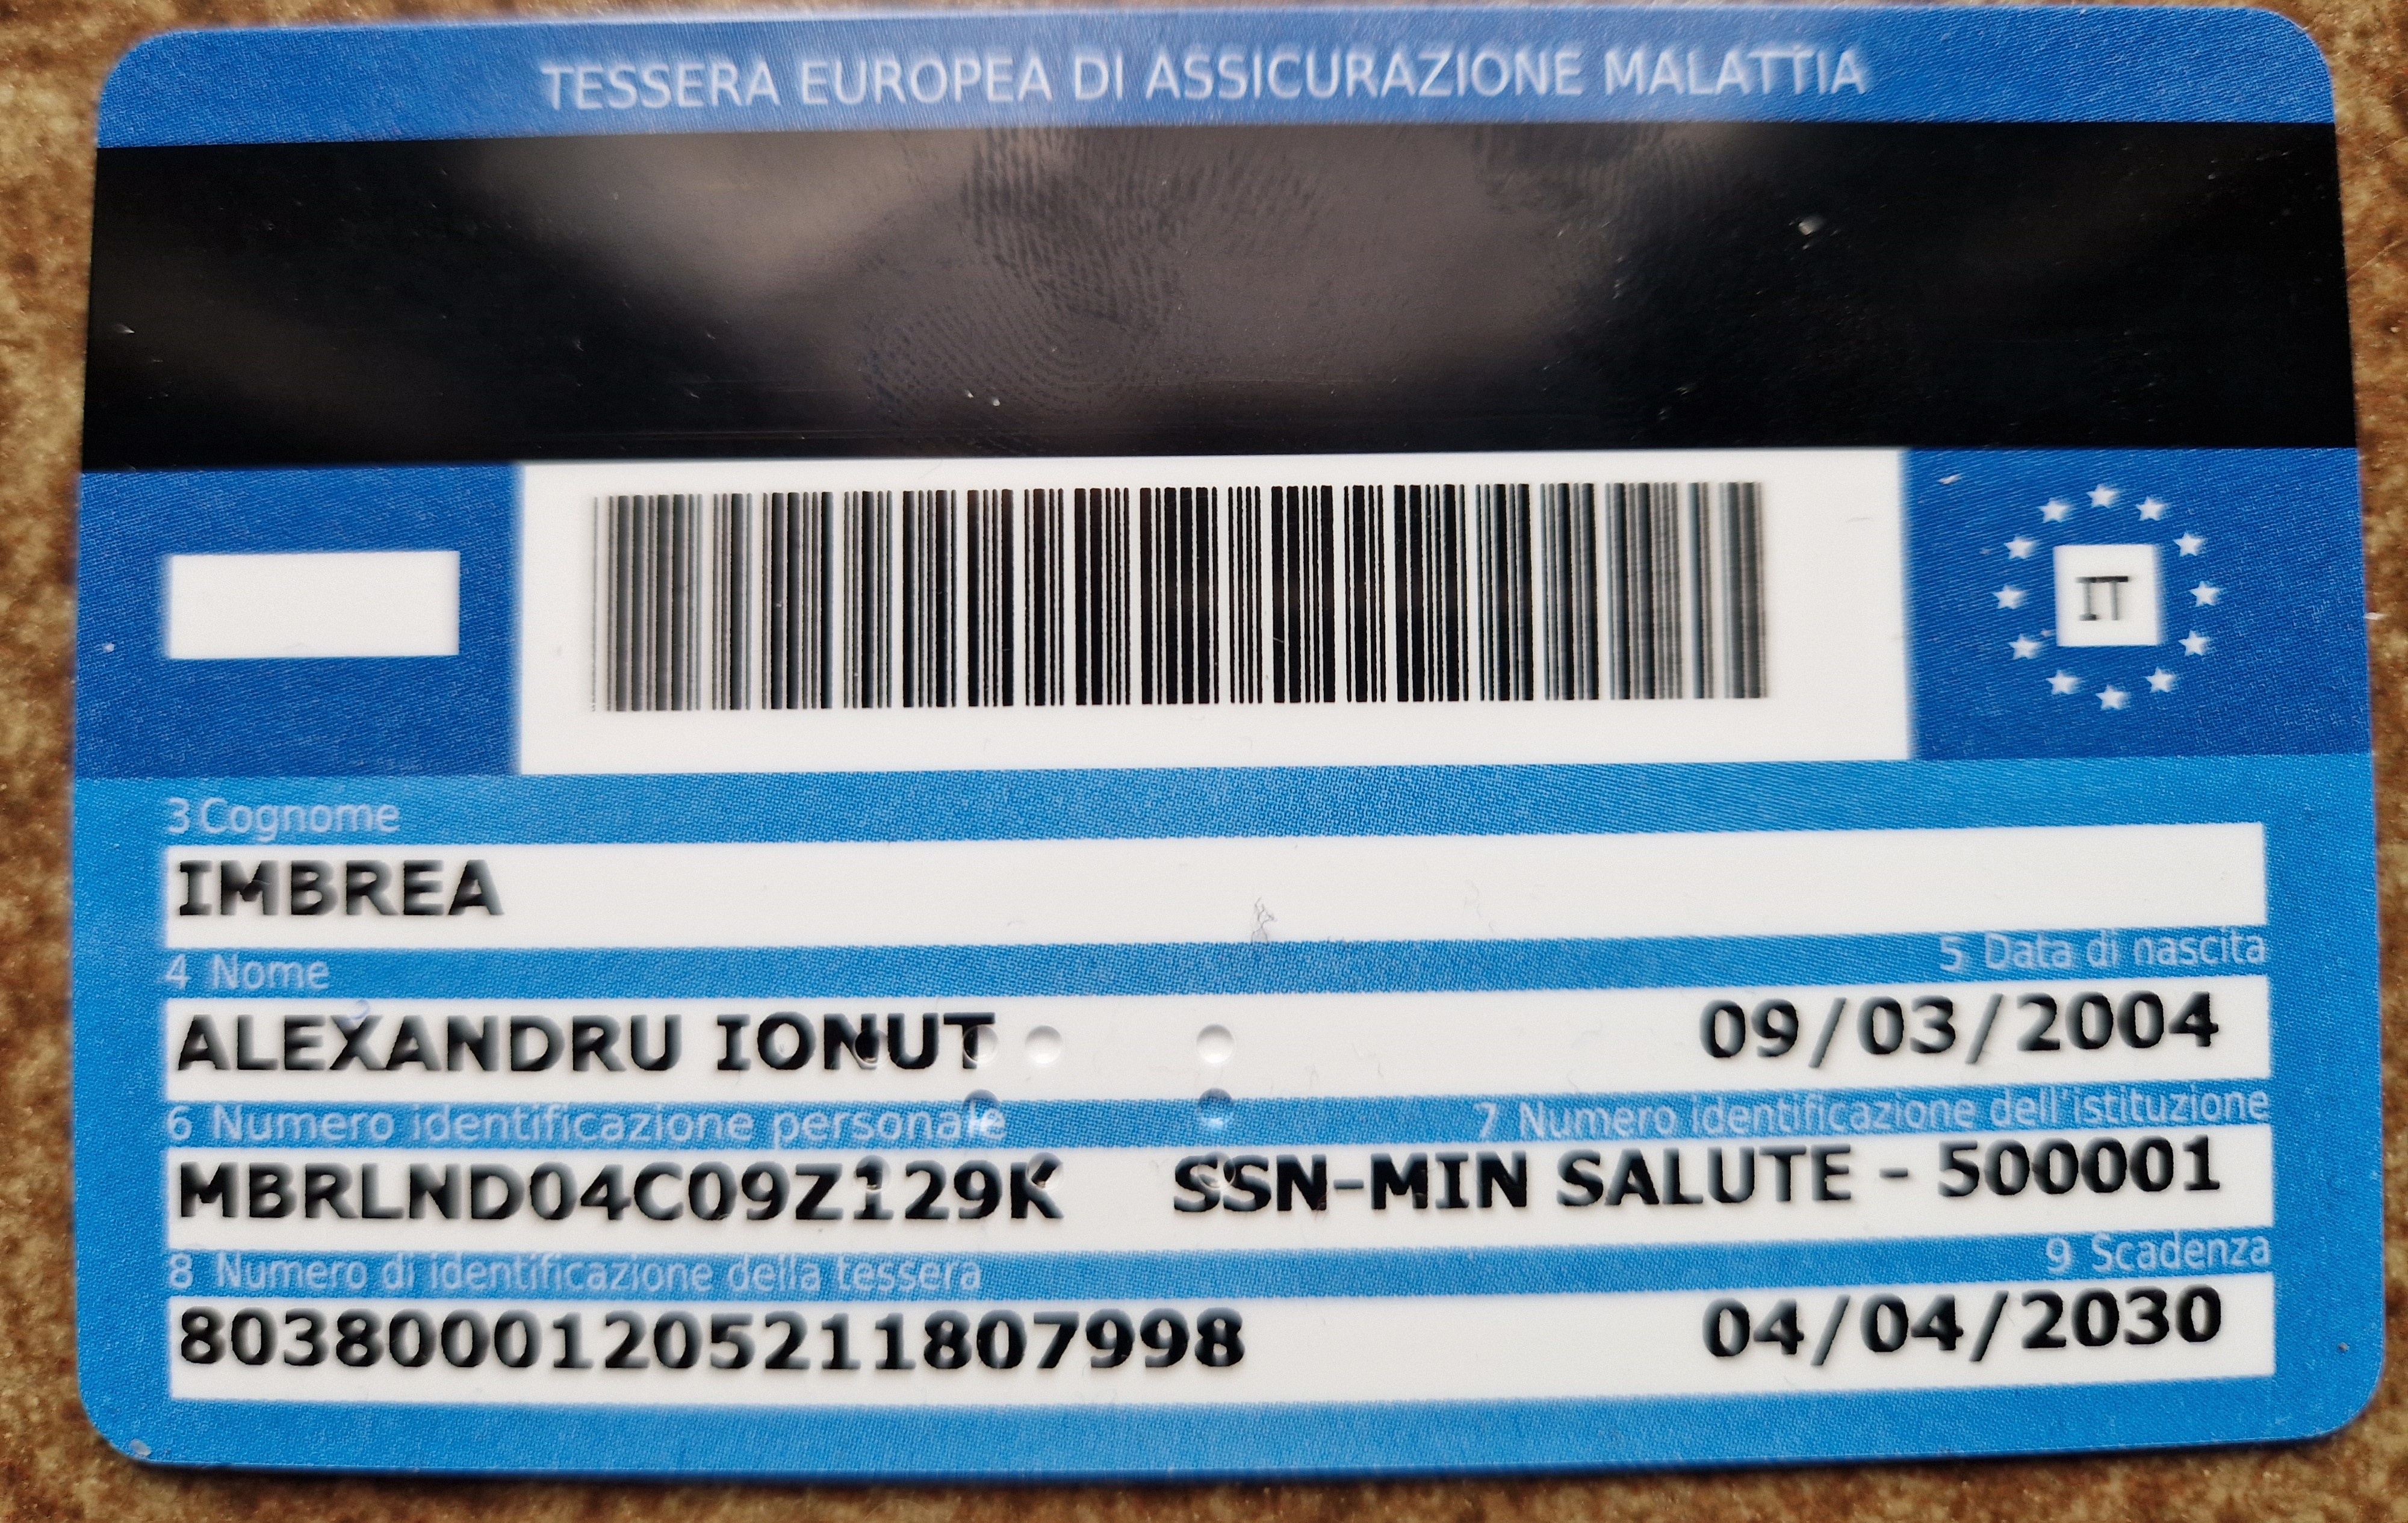 TESSERA EUROPEA DI ASSICURAZIONE MALATTIA
IT
3 Cognome
IMBREA
4 Nome
5 Data di nascita
ALEXANDRU IONUT
09/03/2004
6 Numero identificazione personale
7 Numero identificazione dell'istituzione
MBRLND04C09Z129K
SSN-MIN SALUTE - 500001
8 Numero di identificazione della tessera
9 Scadenza
80380001205211807998
04/04/2030